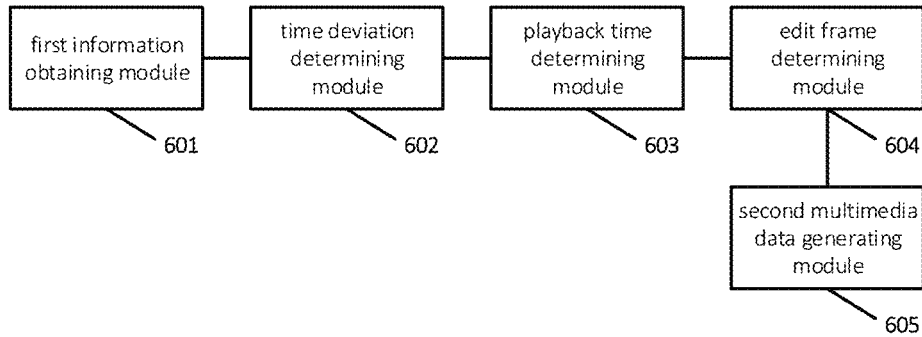 first information
obtaining module
time deviation
determining
module
playback time
determining
module
edit frame
determining
module
601
602
603
604
second multimedia
data generating
module
605